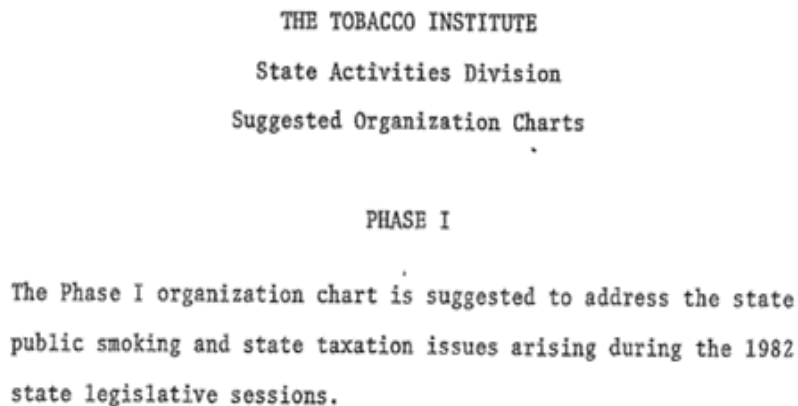 THE TOBACCO INSTITUTE
State Activities Division
Suggested Organization Charts
PHASE I
The Phase I organization chart is suggested to address the state
public smoking and state taxation issues arising during the 1982
state legislative sessions.